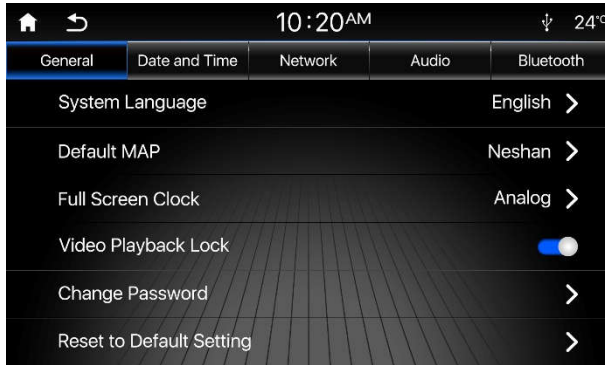 10:20AM 24°C
General Date and Time Network Audio Bluetooth
System Language English
Default MAP Neshan
Full Screen Clock Analog
Video Playback Lock
Change Password
Reset to Default Setting